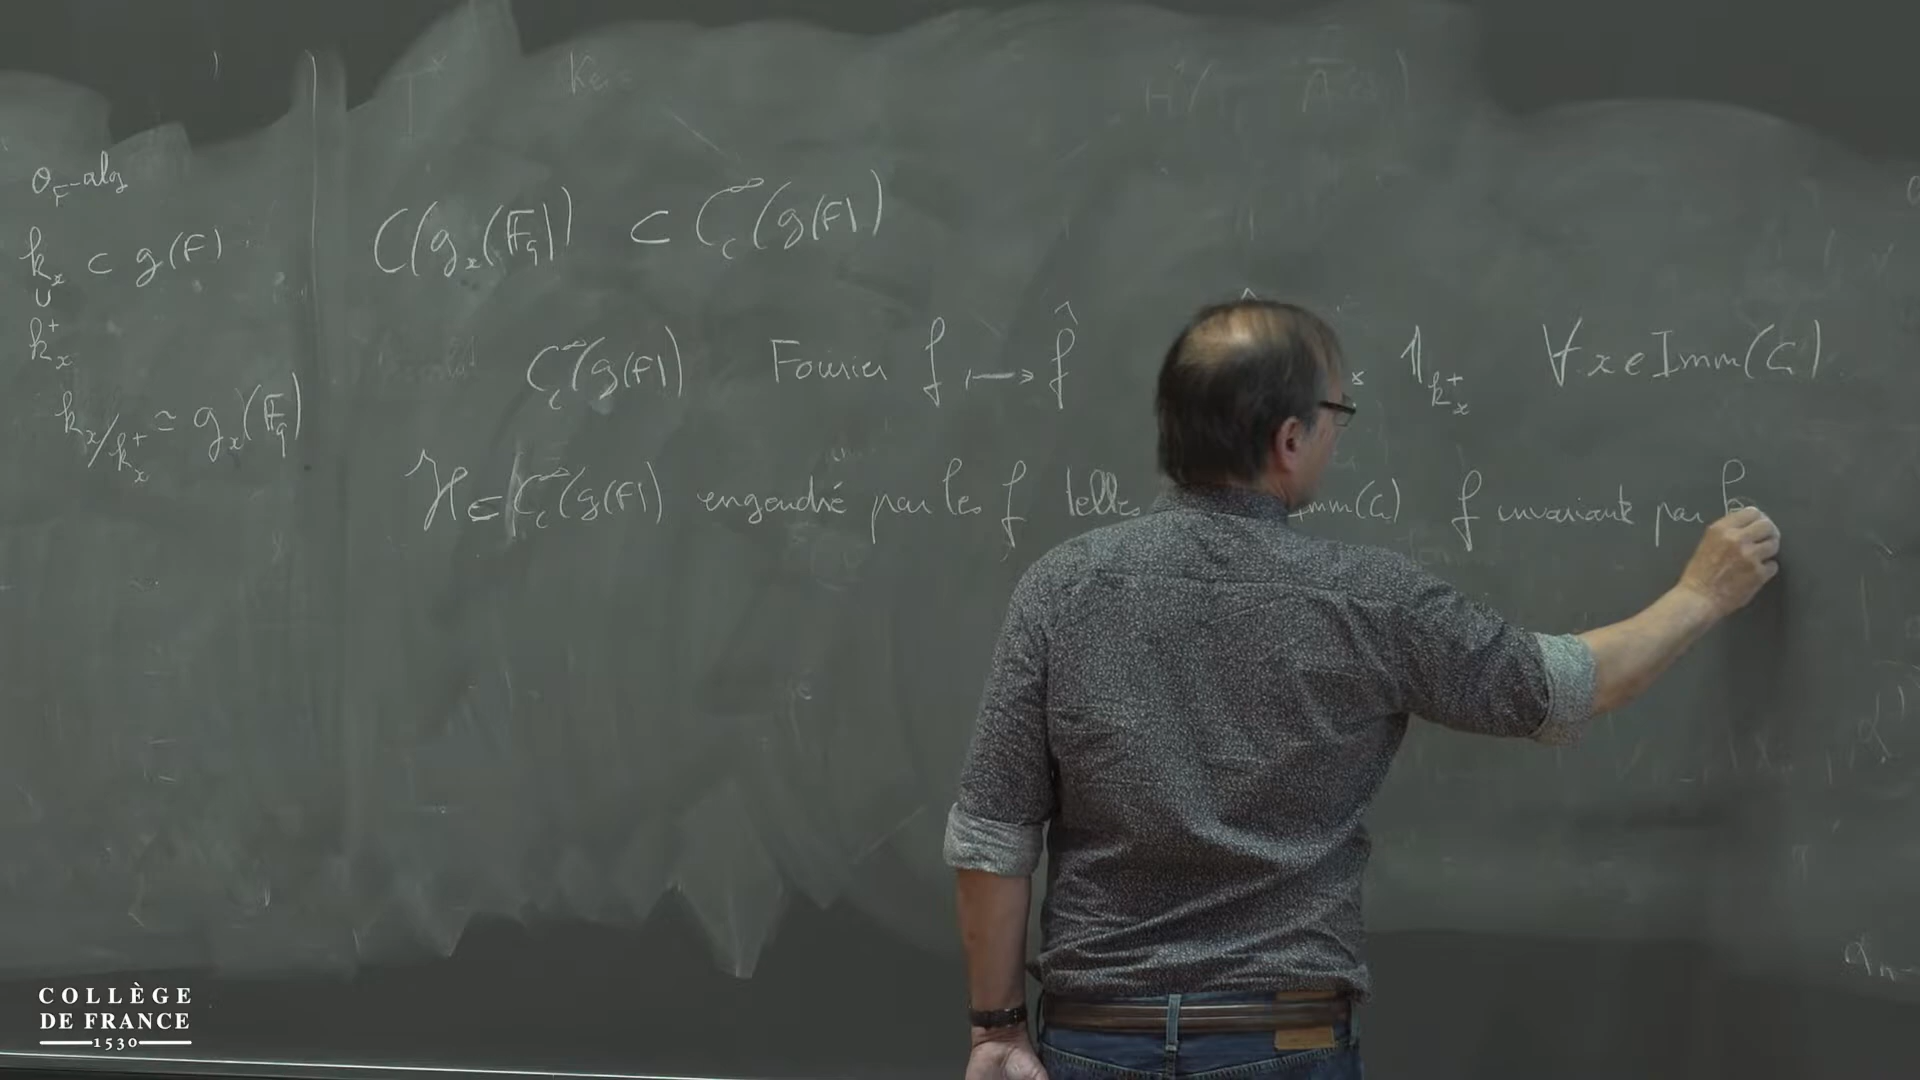 O_F-alg
k_x ⊂ g(F)
∪
k_x^+
k_x/k_x^+ ≃ g_x(𝔽_q)
C(g_x(𝔽_q)) ⊂ C_c^∞(g(F))
C_c^∞(g(F)) Fourier f ↦ f̂ 𝟙_{k_x^+} ∀ x ∈ Imm(G)
ℋ ⊂ C_c^∞(g(F)) engendré par les f telles Imm(G) f invariante par
COLLÈGE
DE FRANCE
1530